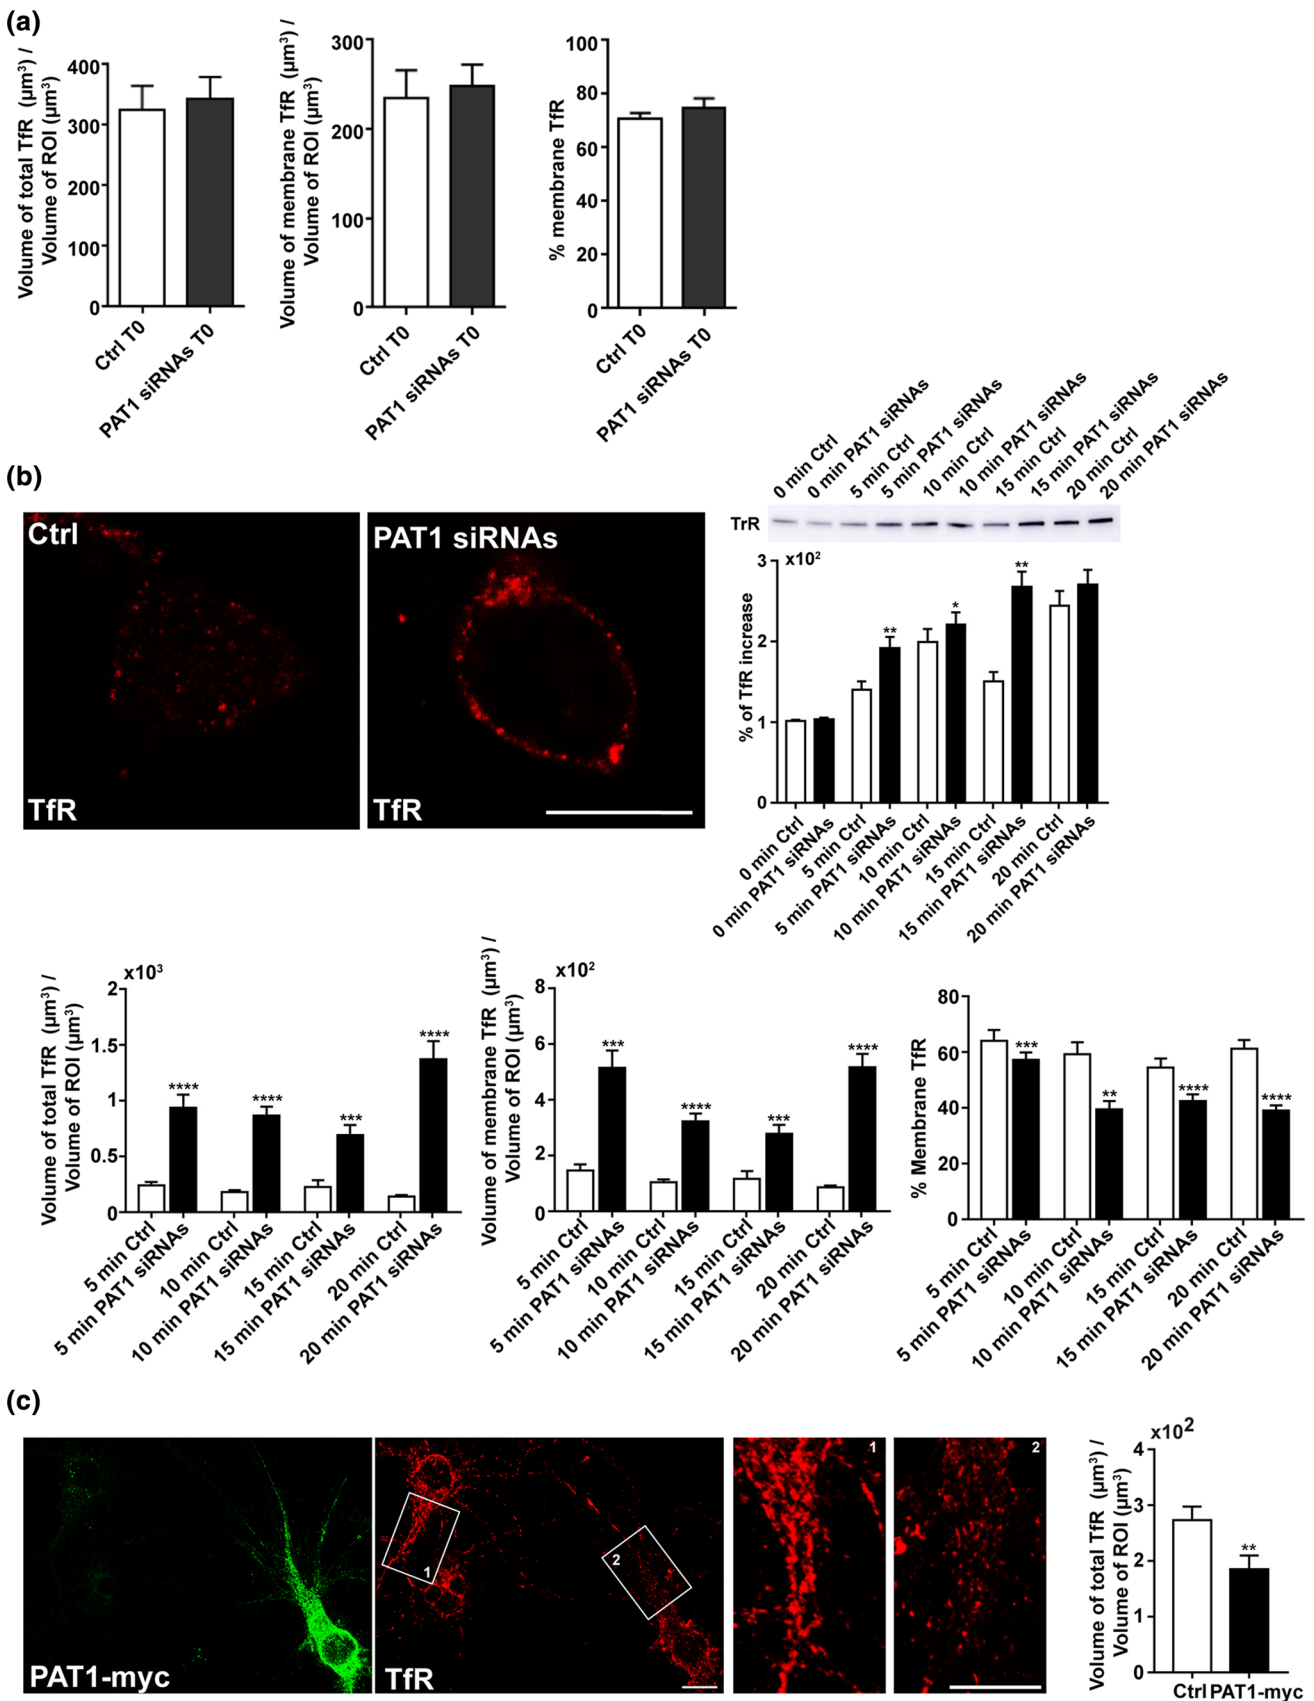 (a)
Volume of total TfR (μm³) /
Volume of ROI (μm³)
400
300
200
100
0
Ctrl T0
PAT1 siRNAs T0
Volume of membrane TfR (μm³) /
Volume of ROI (μm³)
300
200
100
0
Ctrl T0
PAT1 siRNAs T0
% membrane TfR
100
80
60
40
20
0
Ctrl T0
PAT1 siRNAs T0
(b)
Ctrl
TfR
PAT1 siRNAs
TfR
0 min Ctrl
0 min PAT1 siRNAs
5 min Ctrl
5 min PAT1 siRNAs
10 min Ctrl
10 min PAT1 siRNAs
15 min Ctrl
15 min PAT1 siRNAs
20 min Ctrl
20 min PAT1 siRNAs
TrR
x10²
% of TfR increase
3
2
1
0
**
*
**
0 min Ctrl
0 min PAT1 siRNAs
5 min Ctrl
5 min PAT1 siRNAs
10 min Ctrl
10 min PAT1 siRNAs
15 min Ctrl
15 min PAT1 siRNAs
20 min Ctrl
20 min PAT1 siRNAs
Volume of total TfR (μm³) /
Volume of ROI (μm³)
x10³
2
1.5
1
0.5
0
****
****
***
****
5 min Ctrl
5 min PAT1 siRNAs
10 min Ctrl
10 min PAT1 siRNAs
15 min Ctrl
15 min PAT1 siRNAs
20 min Ctrl
20 min PAT1 siRNAs
Volume of membrane TfR (μm³) /
Volume of ROI (μm³)
x10²
8
6
4
2
0
***
****
***
****
5 min Ctrl
5 min PAT1 siRNAs
10 min Ctrl
10 min PAT1 siRNAs
15 min Ctrl
15 min PAT1 siRNAs
20 min Ctrl
20 min PAT1 siRNAs
% Membrane TfR
80
60
40
20
0
***
**
****
****
5 min Ctrl
5 min PAT1 siRNAs
10 min Ctrl
10 min PAT1 siRNAs
15 min Ctrl
15 min PAT1 siRNAs
20 min Ctrl
20 min PAT1 siRNAs
(c)
PAT1-myc
TfR
1
2
1
2
Volume of total TfR (μm³) /
Volume of ROI (μm³)
x10²
4
3
2
1
0
**
Ctrl
PAT1-myc